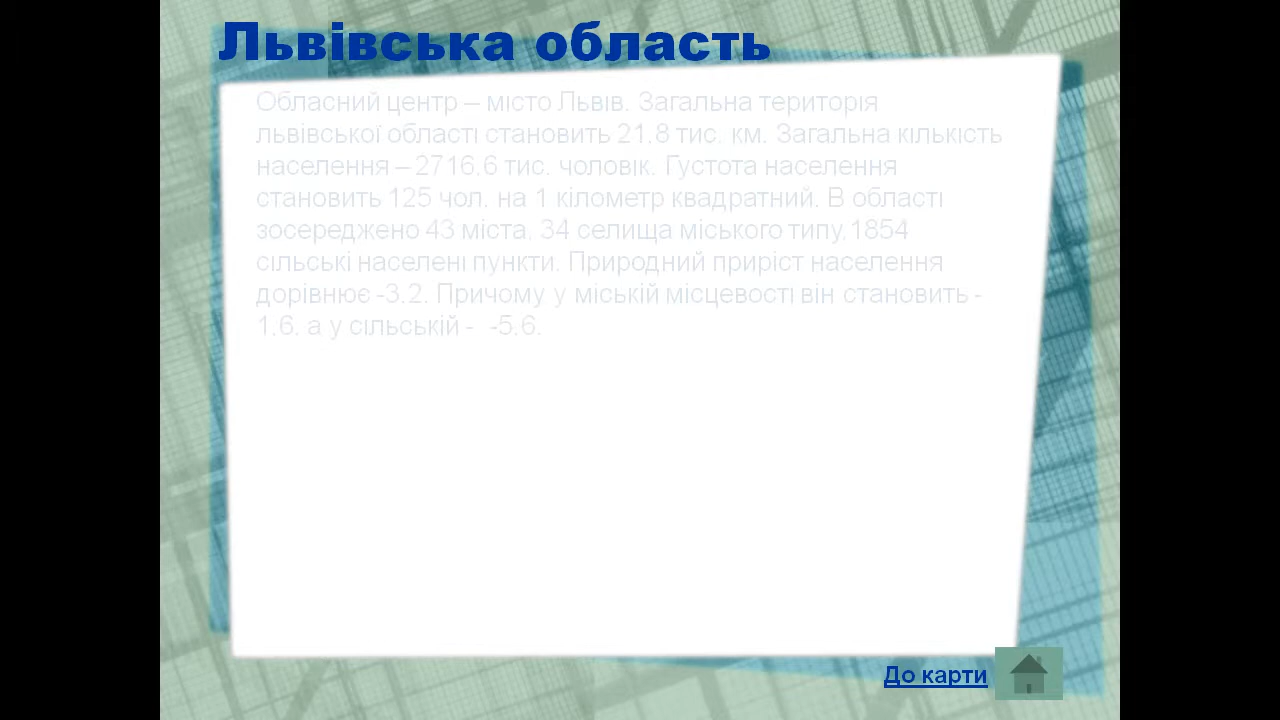 Львівська область
Обласний центр – місто Львів. Загальна територія
львівської області становить 21,8 тис. км. Загальна кількість
населення – 2716,6 тис. чоловік. Густота населення
становить 125 чол. на 1 кілометр квадратний. В області
зосереджено 43 міста, 34 селища міського типу,1854
сільські населені пункти. Природний приріст населення
дорівнює -3.2. Причому у міській місцевості він становить -
1.6. а у сільській - -5.6.
До карти